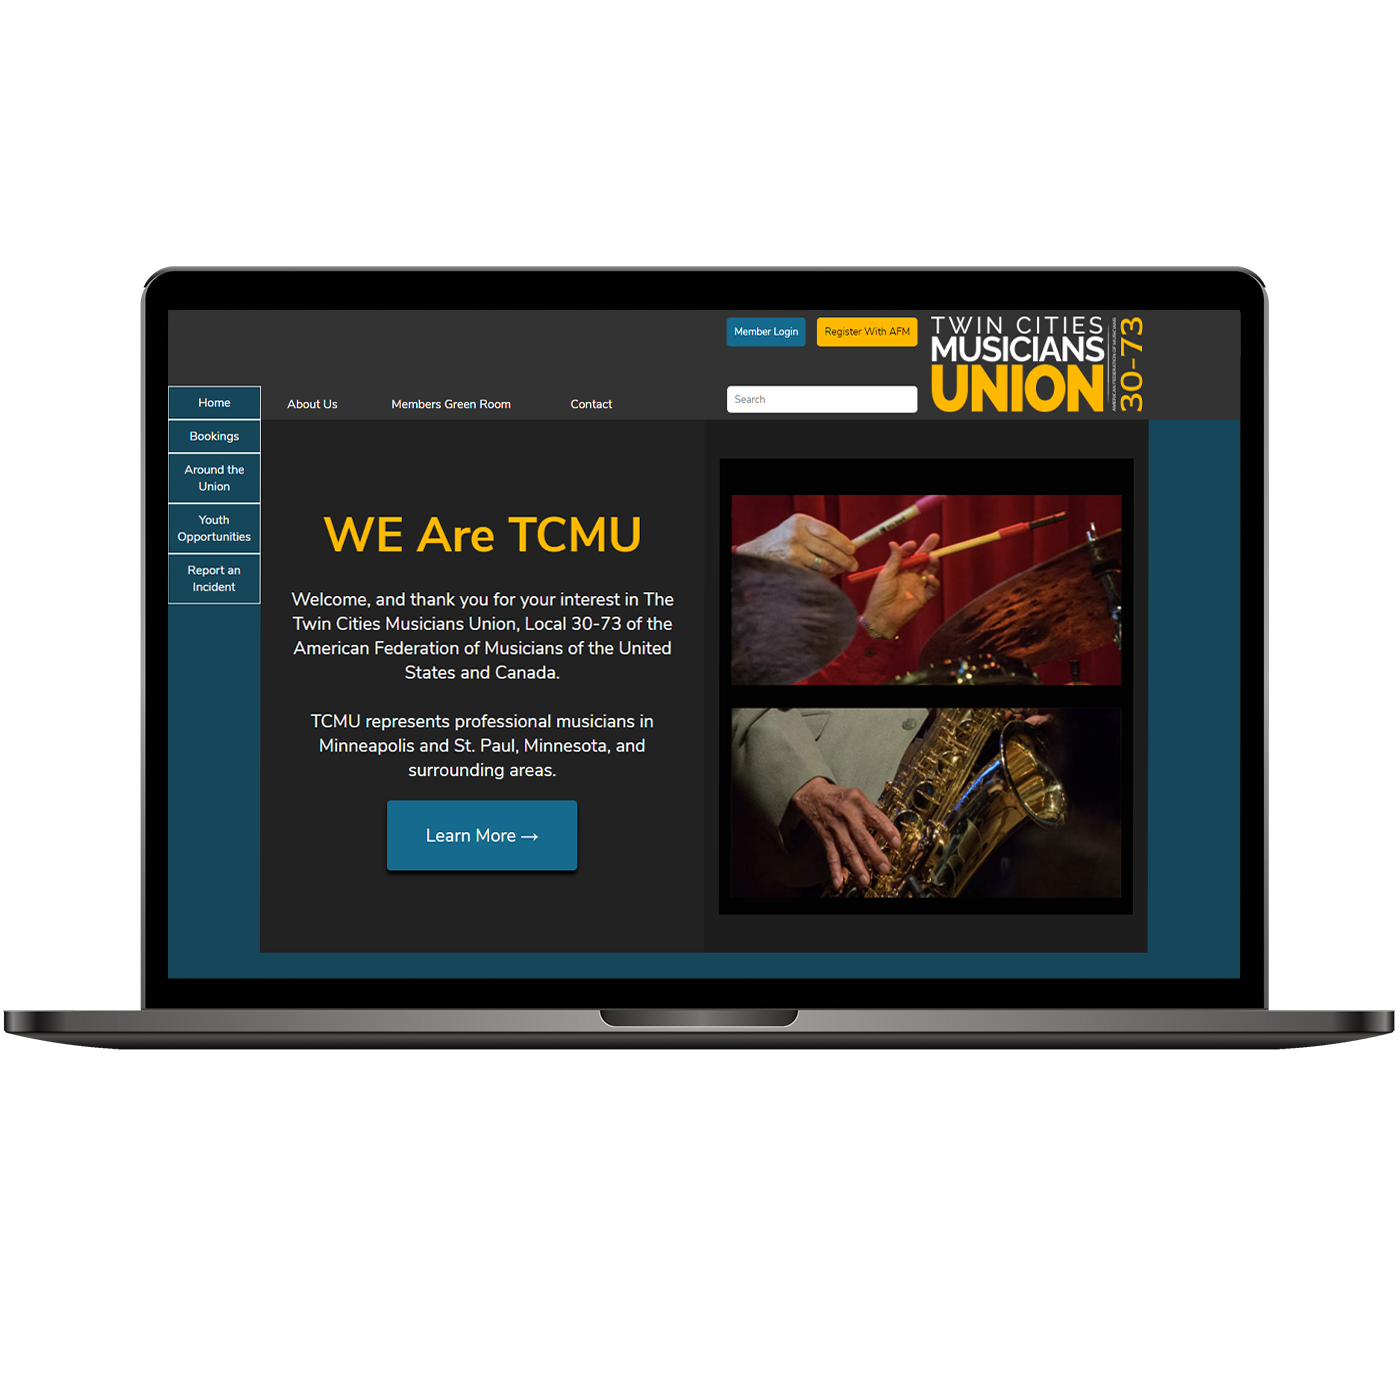 Member Login
Register With AFM
TWIN CITIES
MUSICIANS
UNION
AMERICAN FEDERATION OF MUSICIANS
30-73
Home
About Us
Members Green Room
Contact
Search
Bookings
Around the
Union
Youth
Opportunities
Report an
Incident
WE Are TCMU
Welcome, and thank you for your interest in The
Twin Cities Musicians Union, Local 30-73 of the
American Federation of Musicians of the United
States and Canada.
TCMU represents professional musicians in
Minneapolis and St. Paul, Minnesota, and
surrounding areas.
Learn More →